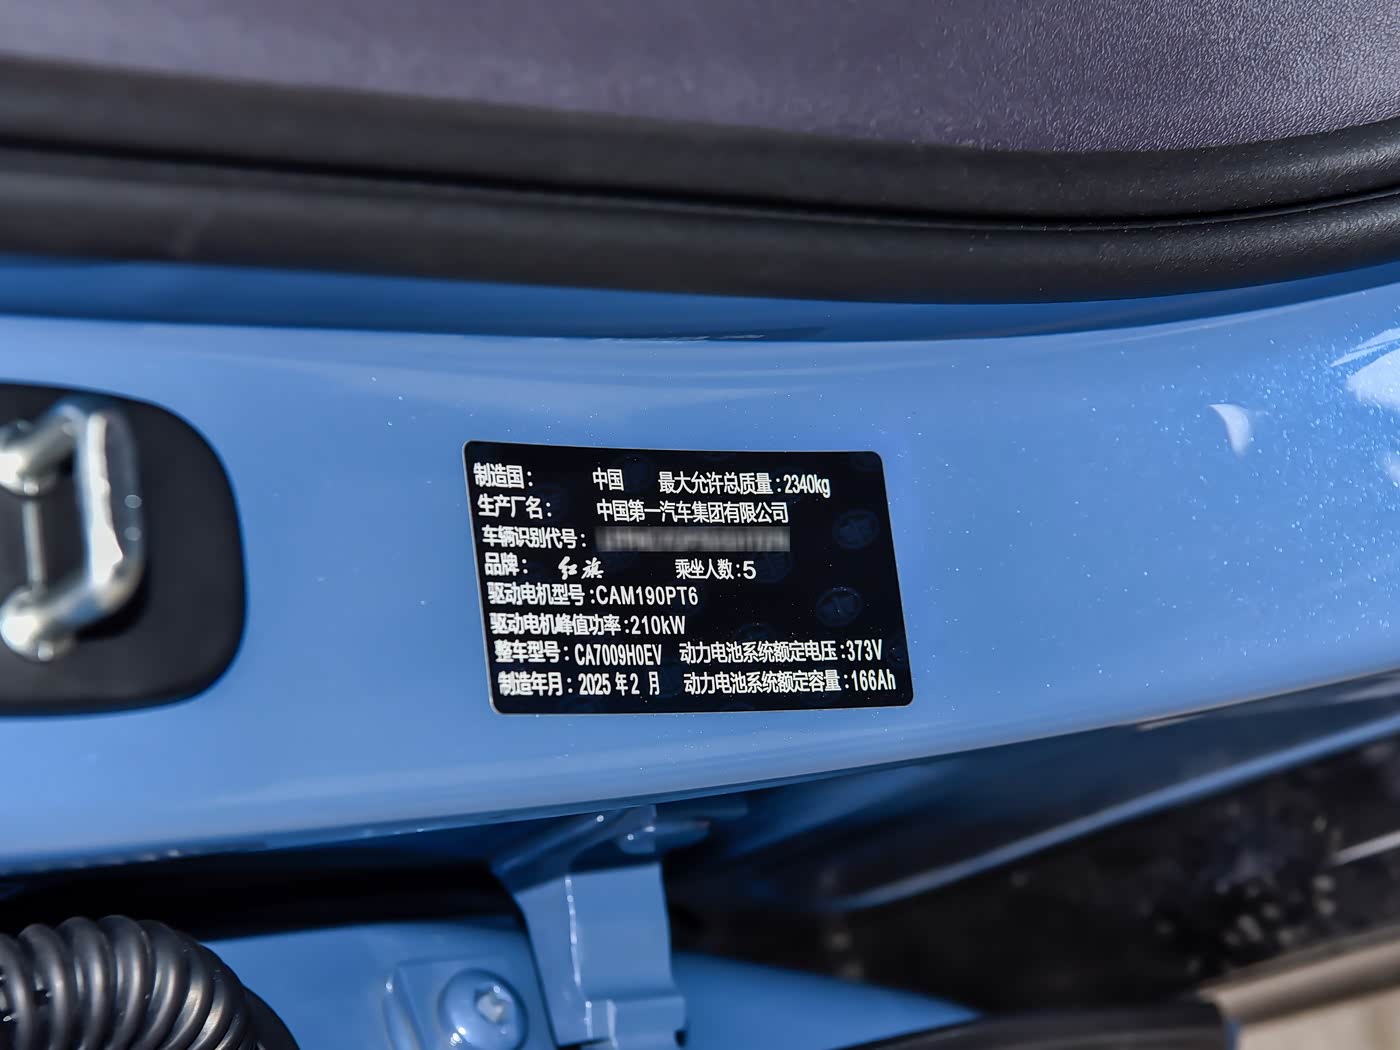 制造国： 中国 最大允许总质量：2340kg
生产厂名： 中国第一汽车集团有限公司
车辆识别代号：
品牌： 红旗 乘坐人数：5
驱动电机型号：CAM190PT6
驱动电机峰值功率：210kW
整车型号：CA7009H0EV 动力电池系统额定电压：373V
制造年月：2025年2 月 动力电池系统额定容量：166Ah